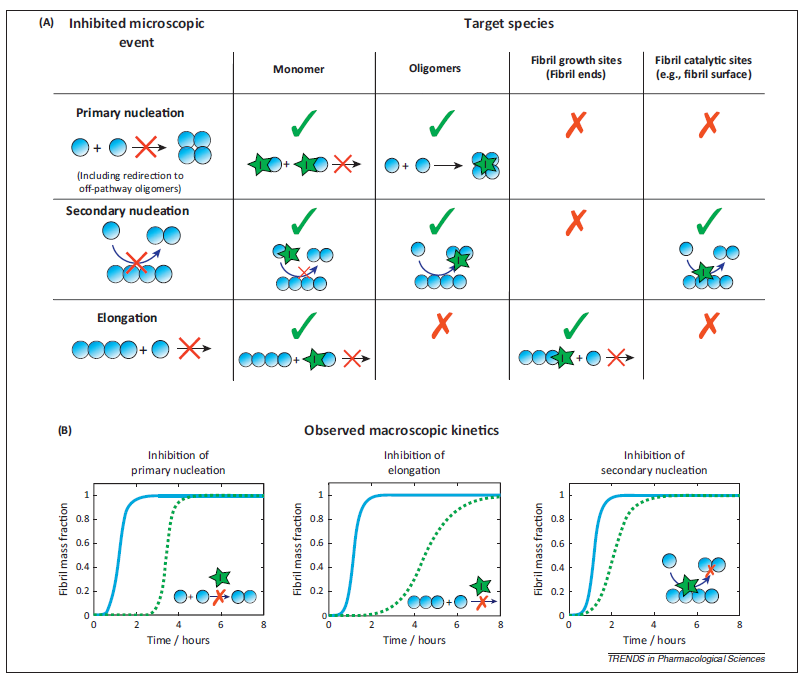 (A) Inhibited microscopic event
Target species
Monomer
Oligomers
Fibril growth sites
(Fibril ends)
Fibril catalytic sites
(e.g., fibril surface)
Primary nucleation
+
(Including redirection to
off-pathway oligomers)
I + I
+
I
Secondary nucleation
I
I
I
Elongation
+
+ I
I +
(B)
Observed macroscopic kinetics
Inhibition of
primary nucleation
Fibril mass fraction
1
0.8
0.6
0.4
0.2
0
0 2 4 6 8
Time / hours
I
+
Inhibition of
elongation
Fibril mass fraction
1
0.8
0.6
0.4
0.2
0
0 2 4 6 8
Time / hours
I
+
Inhibition of
secondary nucleation
Fibril mass fraction
1
0.8
0.6
0.4
0.2
0
0 2 4 6 8
Time / hours
I
TRENDS in Pharmacological Sciences